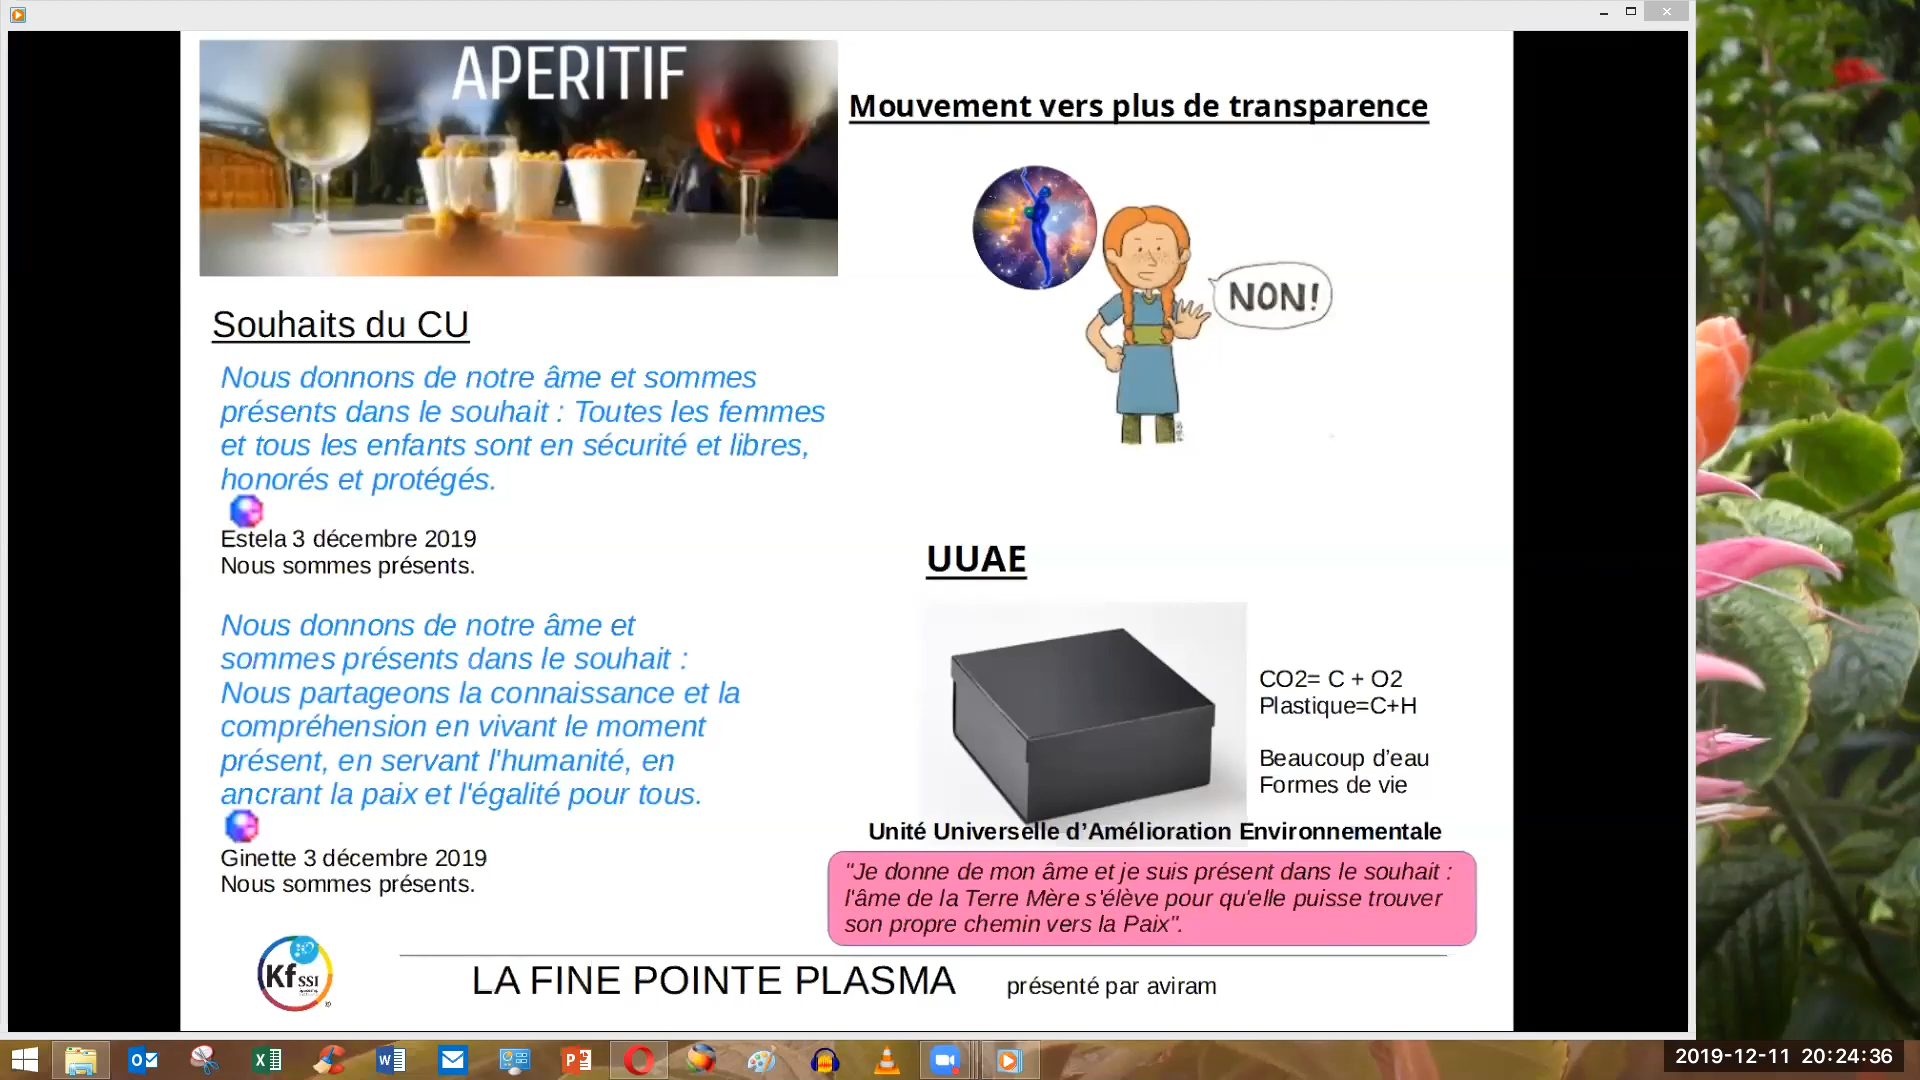 APERITIF
Mouvement vers plus de transparence
NON!
Souhaits du CU
Nous donnons de notre âme et sommes
présents dans le souhait : Toutes les femmes
et tous les enfants sont en sécurité et libres,
honorés et protégés.
Estela 3 décembre 2019
Nous sommes présents.
Nous donnons de notre âme et
sommes présents dans le souhait :
Nous partageons la connaissance et la
compréhension en vivant le moment
présent, en servant l'humanité, en
ancrant la paix et l'égalité pour tous.
Ginette 3 décembre 2019
Nous sommes présents.
UUAE
CO2= C + O2
Plastique=C+H
Beaucoup d’eau
Formes de vie
Unité Universelle d’Amélioration Environnementale
"Je donne de mon âme et je suis présent dans le souhait :
l'âme de la Terre Mère s'élève pour qu'elle puisse trouver
son propre chemin vers la Paix".
Kf SSI
LA FINE POINTE PLASMA
présenté par aviram
2019-12-11 20:24:36